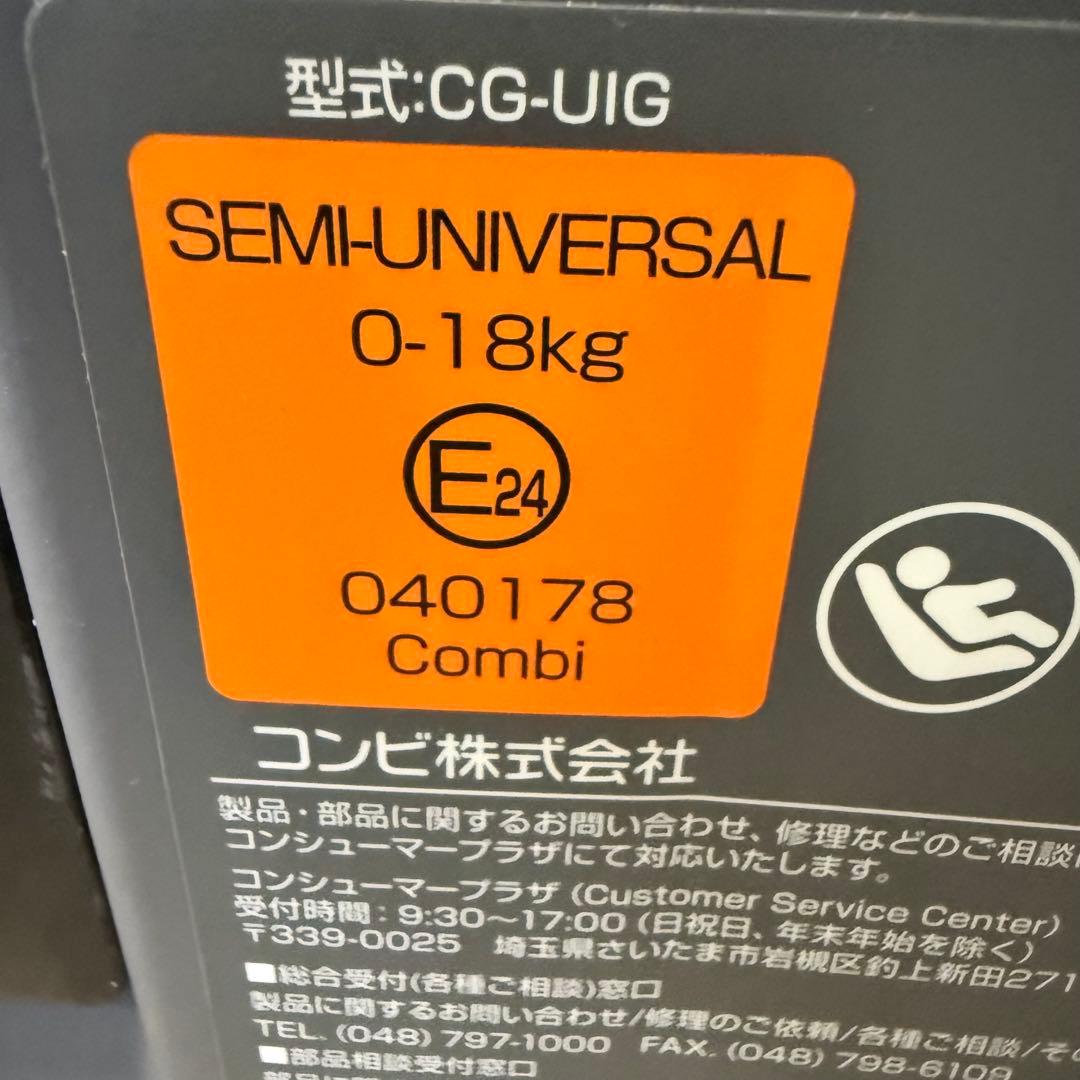 型式:CG-UIG
SEMI-UNIVERSAL
0-18kg
E24
040178
Combi
コンビ株式会社
製品・部品に関するお問い合わせ、修理などのご相談は
コンシューマープラザにて対応いたします。
コンシューマープラザ (Customer Service Center)
受付時間:9:30〜17:00 (日祝日、年末年始を除く)
〒339-0025 埼玉県さいたま市岩槻区釣上新田271
■総合受付(各種ご相談)窓口
製品に関するお問い合わせ/修理のご依頼/各種ご相談/その
TEL. (048) 797-1000 FAX. (048) 798-6109
■部品相談受付窓口